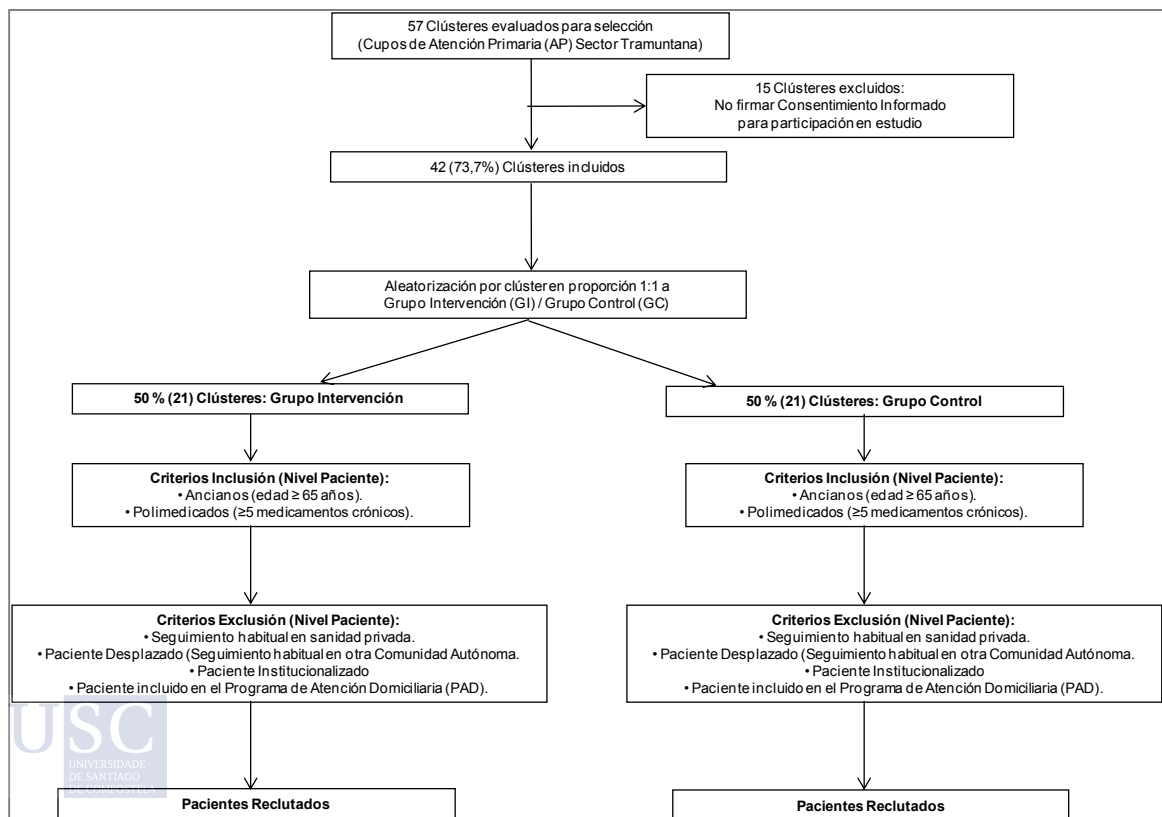 57 Clústeres evaluados para selección
(Cupos de Atención Primaria (AP) Sector Tramuntana)
15 Clústeres excluidos:
No firmar Consentimiento Informado
para participación en estudio
42 (73,7%) Clústeres incluidos
Aleatorización por clúster en proporción 1:1 a
Grupo Intervención (GI) / Grupo Control (GC)
50 % (21) Clústeres: Grupo Intervención
50 % (21) Clústeres: Grupo Control
Criterios Inclusión (Nivel Paciente):
• Ancianos (edad ≥ 65 años).
• Polimedicados (≥5 medicamentos crónicos).
Criterios Inclusión (Nivel Paciente):
• Ancianos (edad ≥ 65 años).
• Polimedicados (≥5 medicamentos crónicos).
Criterios Exclusión (Nivel Paciente):
• Seguimiento habitual en sanidad privada.
• Paciente Desplazado (Seguimiento habitual en otra Comunidad Autónoma.
• Paciente Institucionalizado
• Paciente incluido en el Programa de Atención Domiciliaria (PAD).
Criterios Exclusión (Nivel Paciente):
• Seguimiento habitual en sanidad privada.
• Paciente Desplazado (Seguimiento habitual en otra Comunidad Autónoma.
• Paciente Institucionalizado
• Paciente incluido en el Programa de Atención Domiciliaria (PAD).
USC
UNIVERSIDADE
DE SANTIAGO
DE COMPOSTELA
Pacientes Reclutados
Pacientes Reclutados